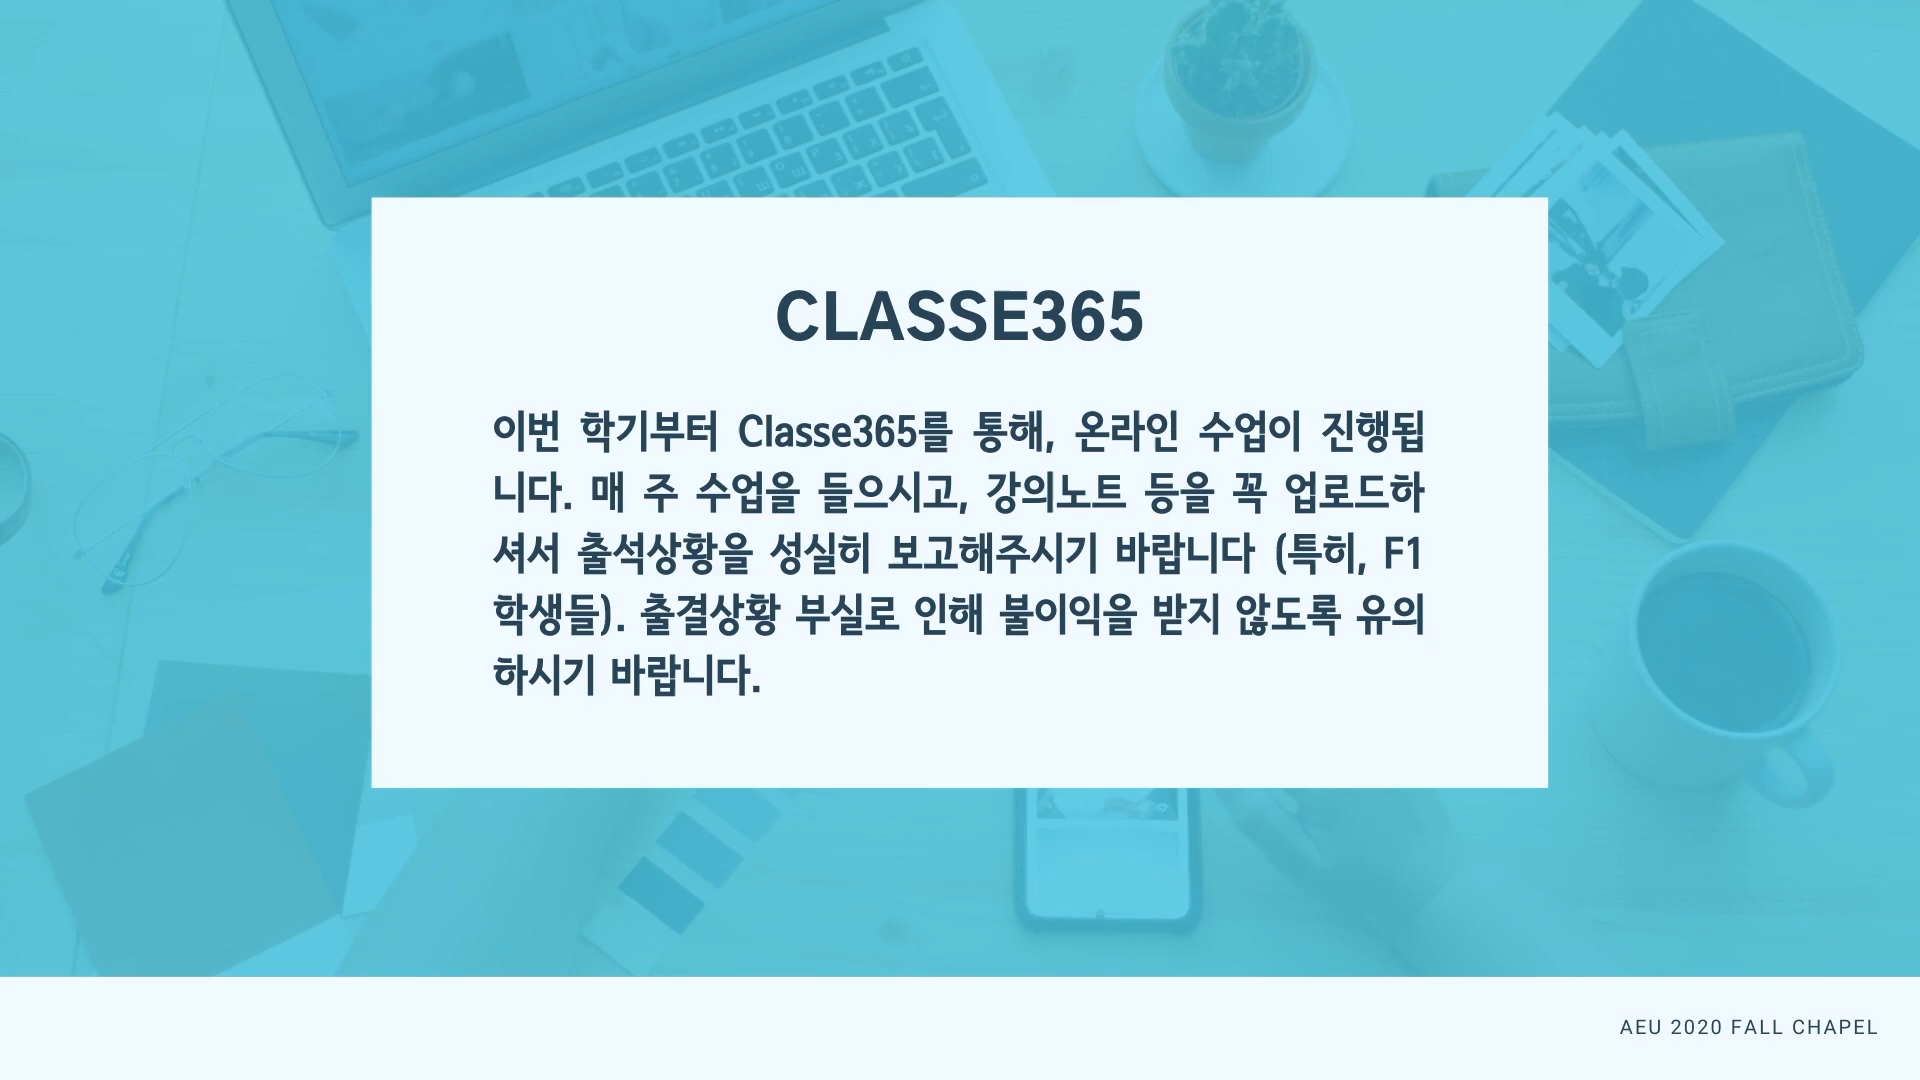 CLASSE365
이번 학기부터 Classe365를 통해, 온라인 수업이 진행됩
니다. 매 주 수업을 들으시고, 강의노트 등을 꼭 업로드하
셔서 출석상황을 성실히 보고해주시기 바랍니다 (특히, F1
학생들). 출결상황 부실로 인해 불이익을 받지 않도록 유의
하시기 바랍니다.
AEU 2020 FALL CHAPEL